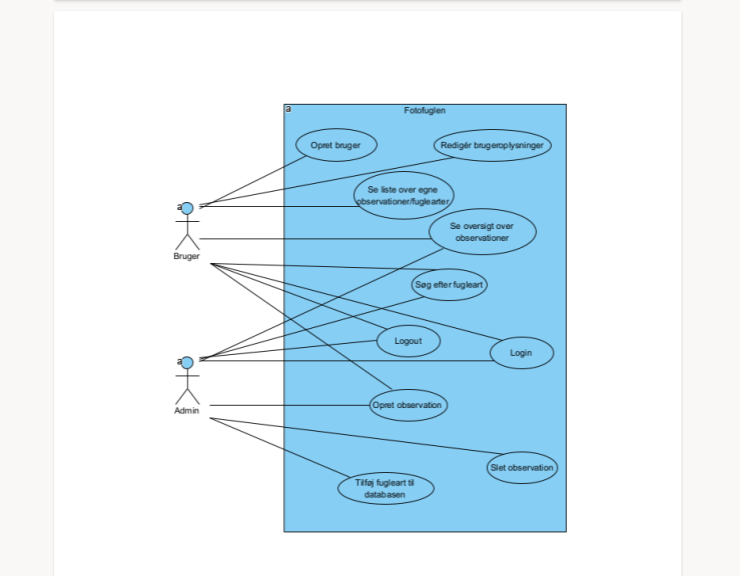 a
Fotofuglen
Opret bruger
Redigér brugeroplysninger
Se liste over egne
observationer/fuglearter
a
Se oversigt over
observationer
Bruger
Søg efter fugleart
Logout
Login
a
Admin
Opret observation
Slet observation
Tilføj fugleart til
databasen